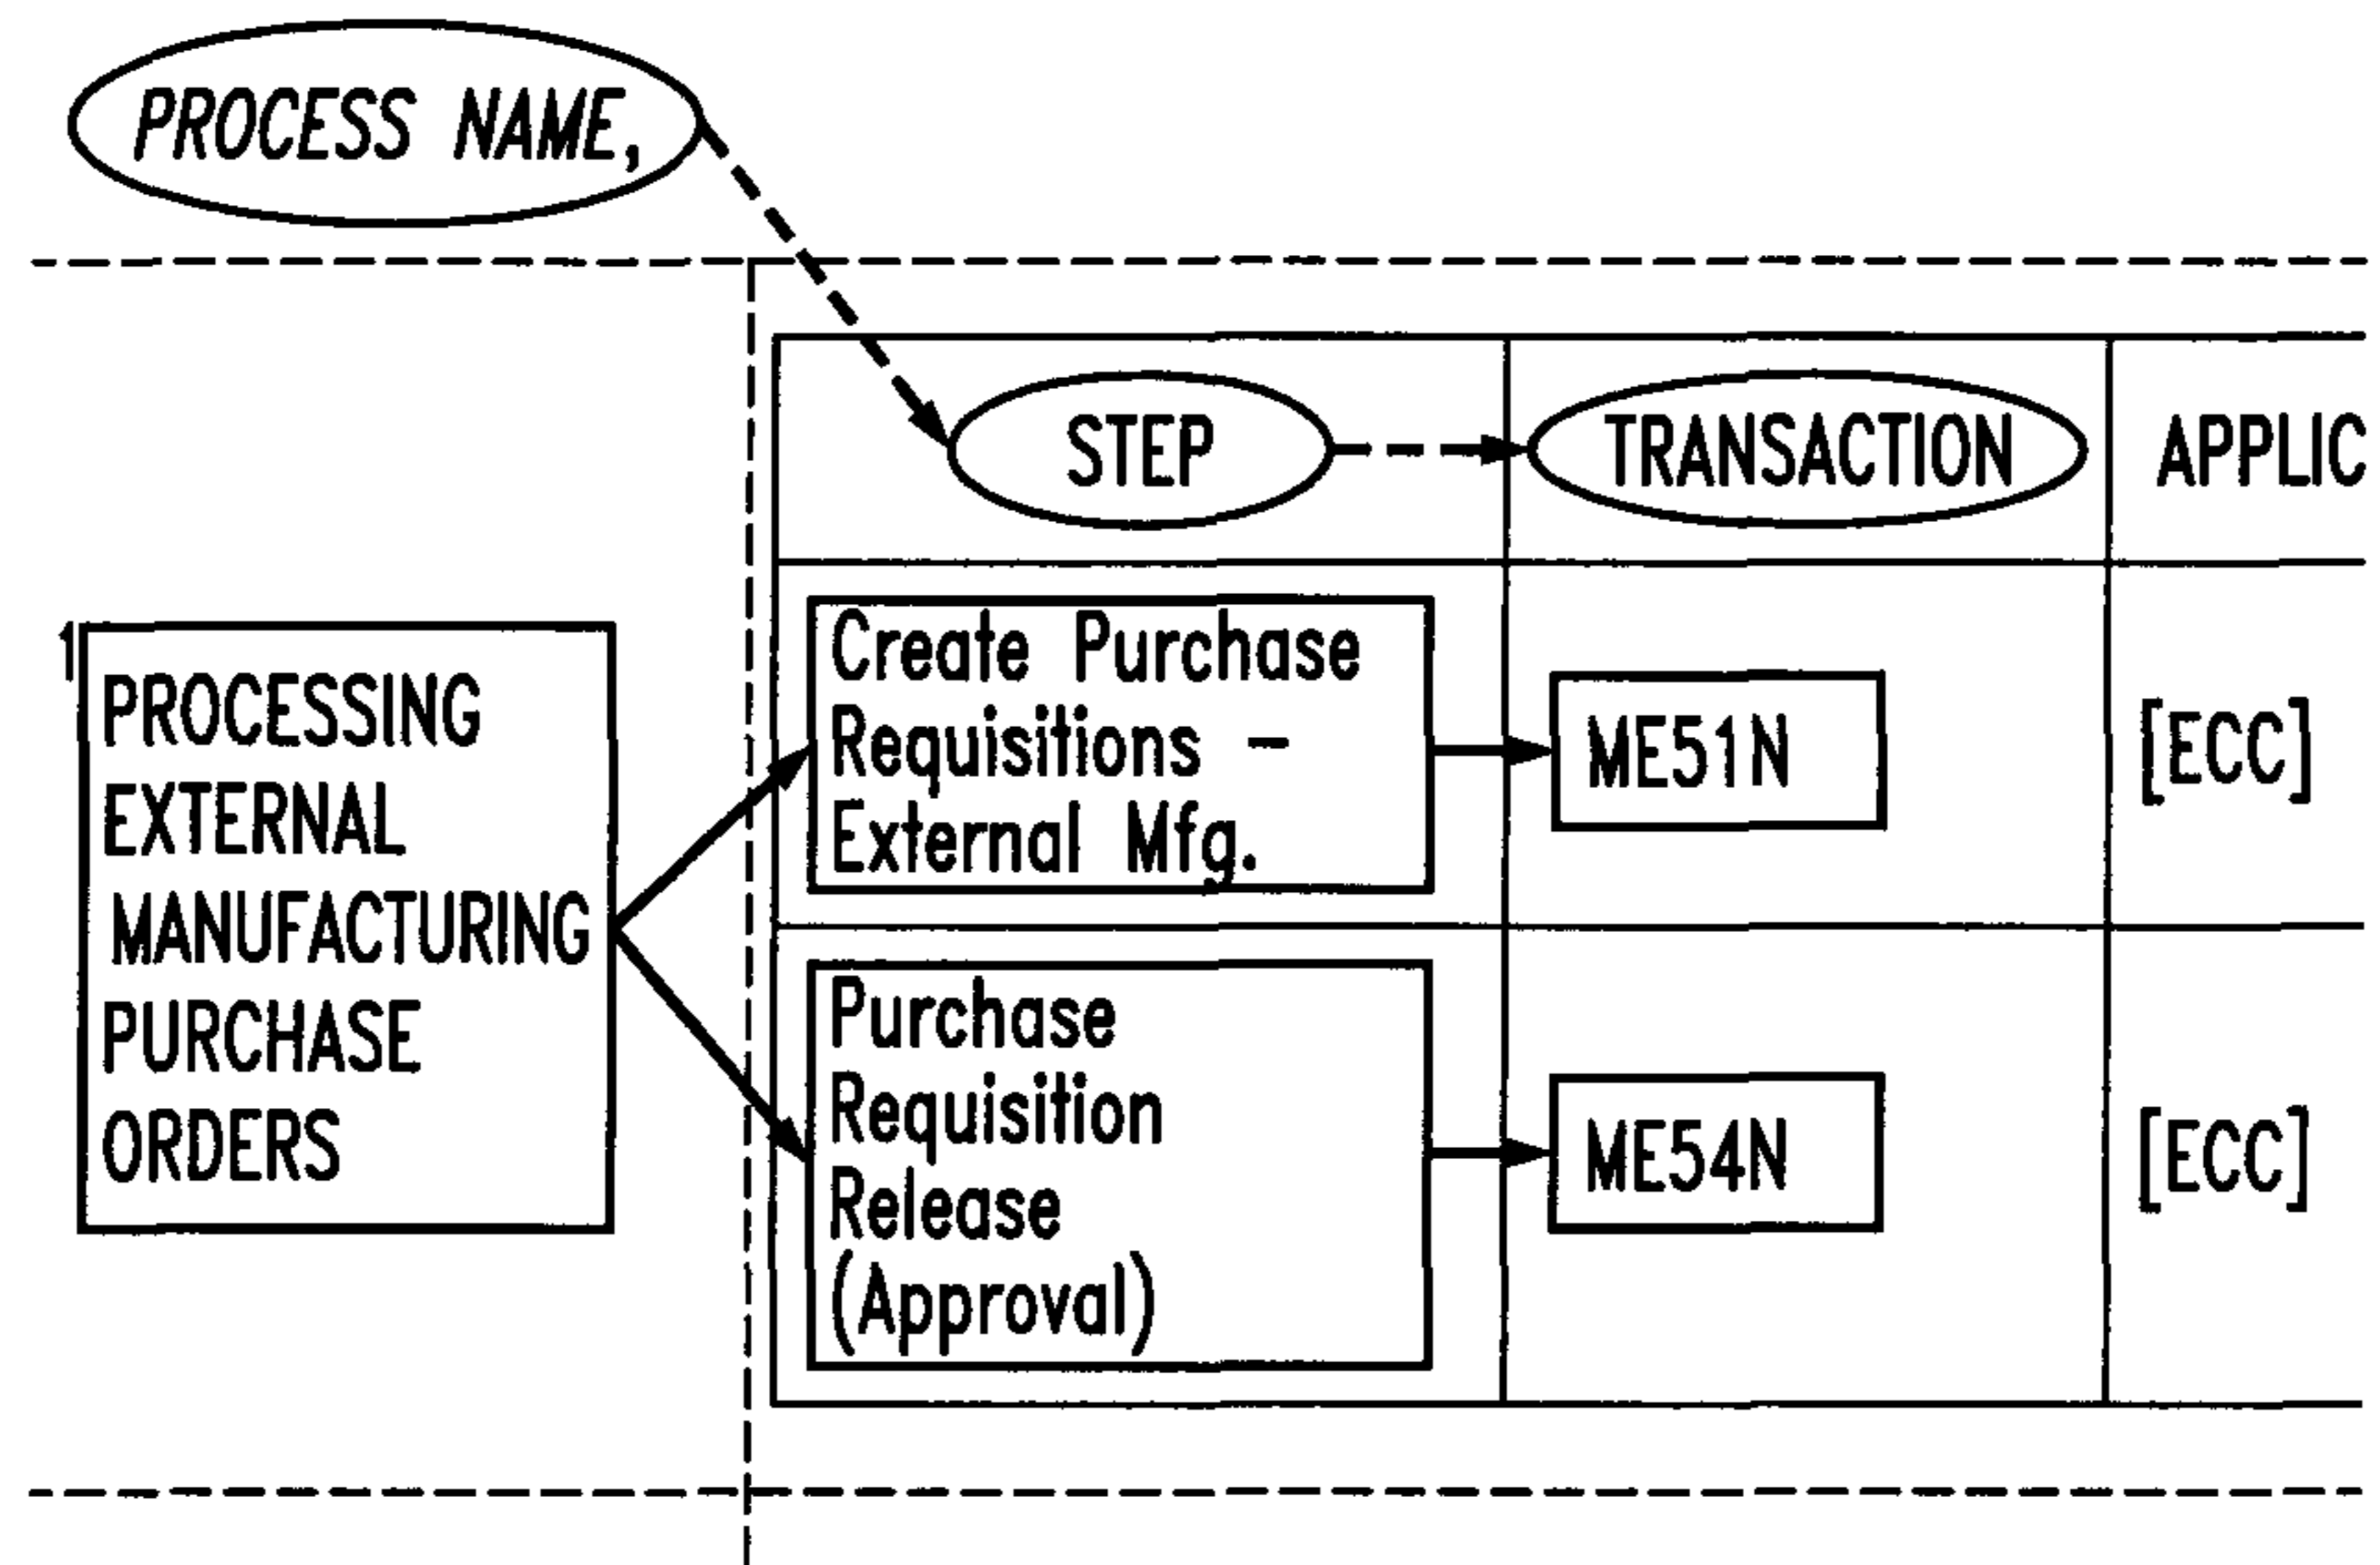 PROCESS NAME,
STEP
TRANSACTION
APPLIC
1
PROCESSING
EXTERNAL
MANUFACTURING
PURCHASE
ORDERS
Create Purchase
Requisitions -
External Mfg.
ME51N
[ECC]
Purchase
Requisition
Release
(Approval)
ME54N
[ECC]